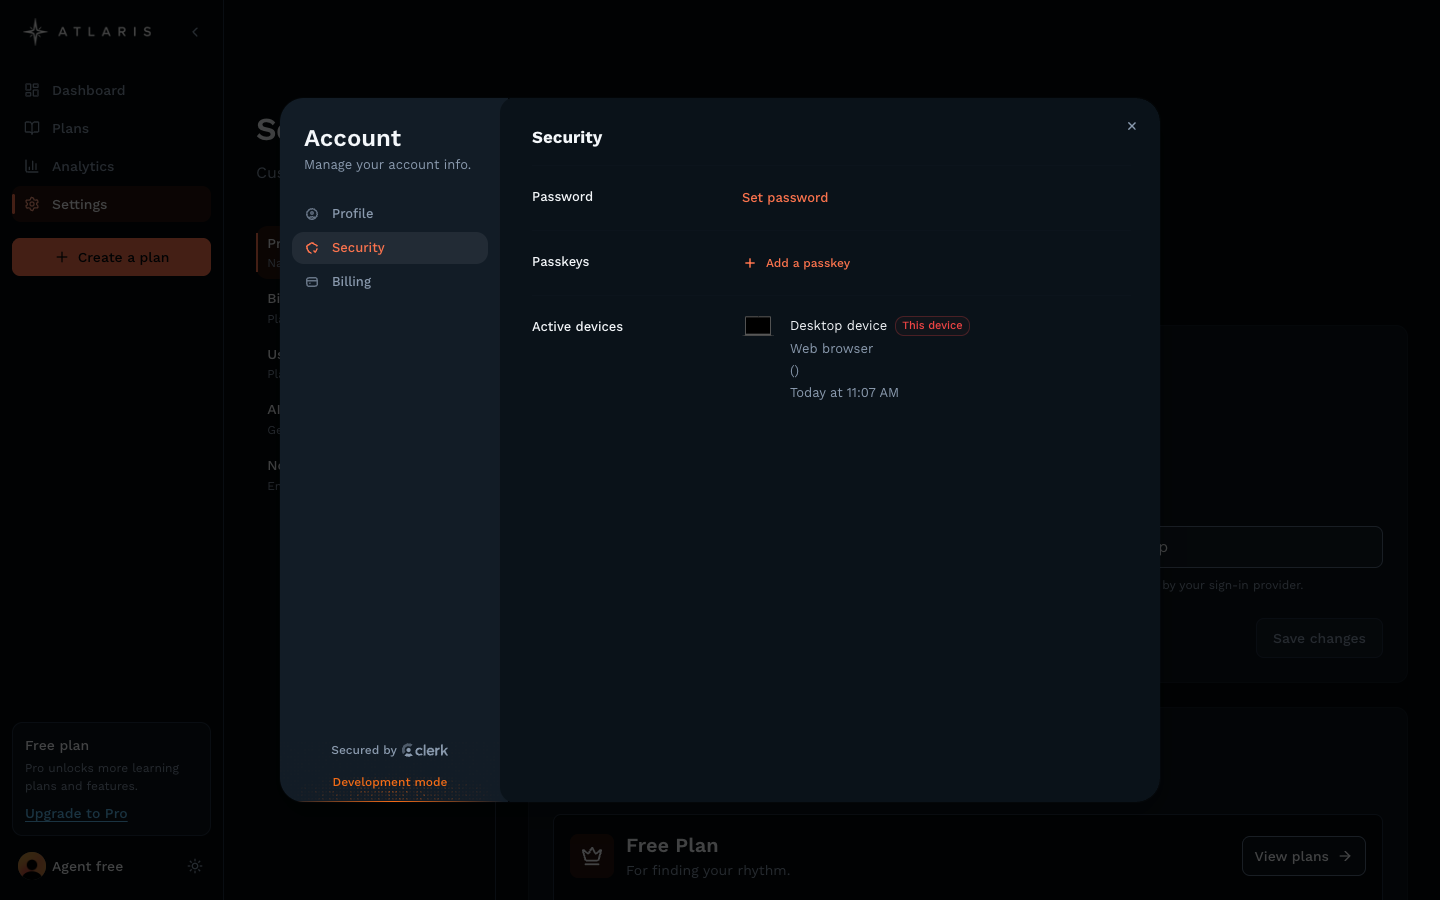 ATLARIS
Dashboard
Plans
Analytics
Settings
Create a plan
Free plan
Pro unlocks more learning
plans and features.
Upgrade to Pro
Agent free
Account
Manage your account info.
Profile
Security
Billing
Secured by clerk
Development mode
Security
Password
Set password
Passkeys
Add a passkey
Active devices
Desktop device
This device
Web browser
()
Today at 11:07 AM
by your sign-in provider.
Save changes
Free Plan
For finding your rhythm.
View plans